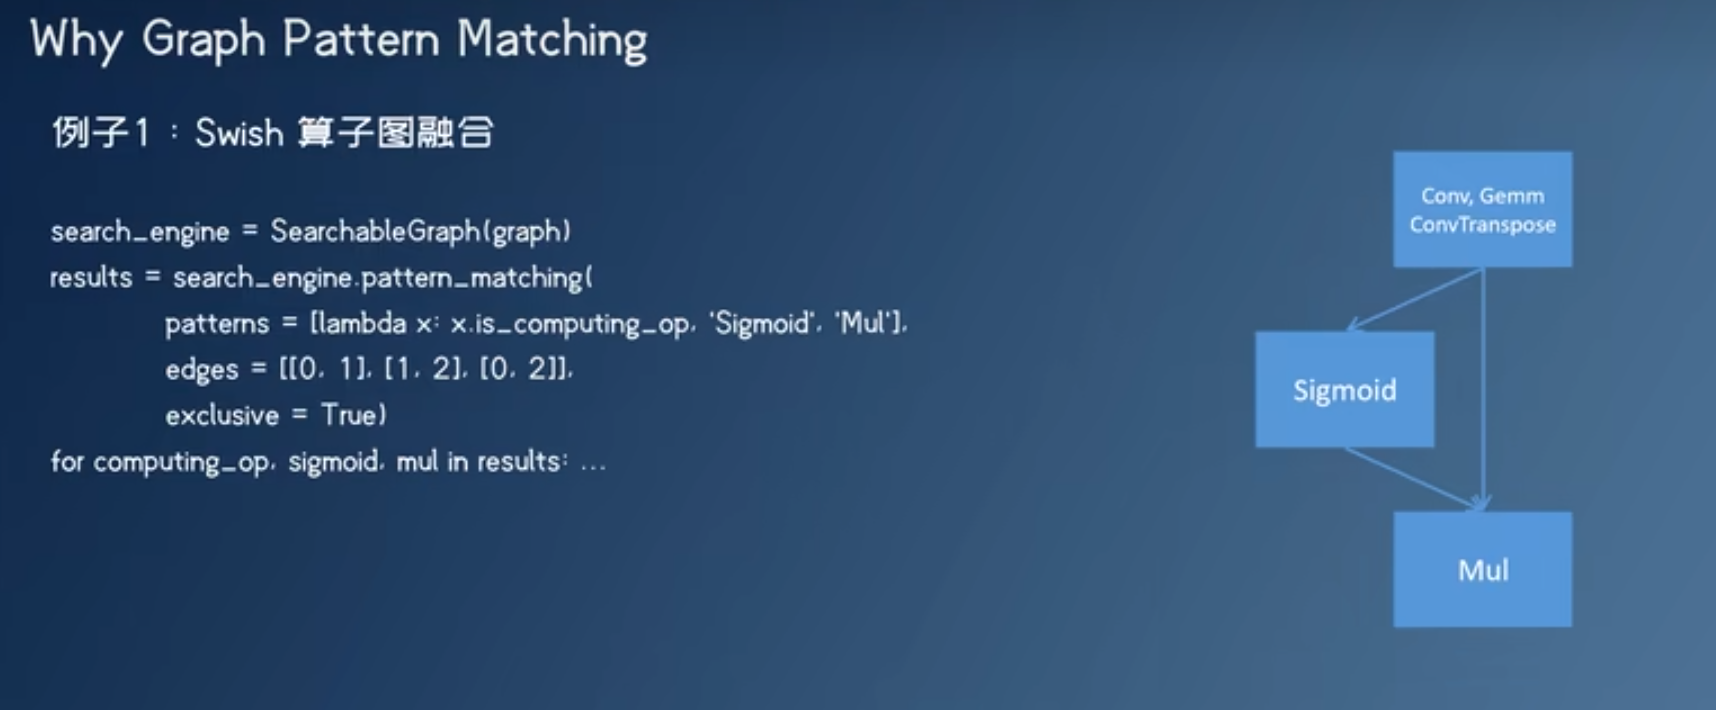 Why Graph Pattern Matching
例子1：Swish 算子图融合
search_engine = SearchableGraph(graph)
results = search_engine.pattern_matching(
patterns = [lambda x: x.is_computing_op, 'Sigmoid', 'Mul'],
edges = [[0, 1], [1, 2], [0, 2]],
exclusive = True)
for computing_op, sigmoid, mul in results: ...
Conv, Gemm
ConvTranspose
Sigmoid
Mul